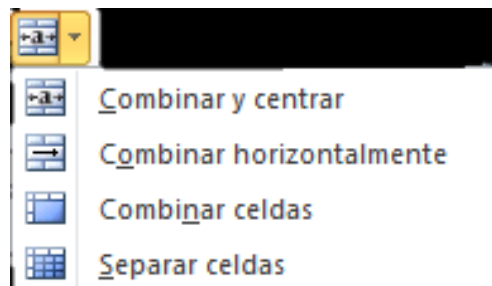 a
a
Combinar y centrar
Combinar horizontalmente
Combinar celdas
Separar celdas